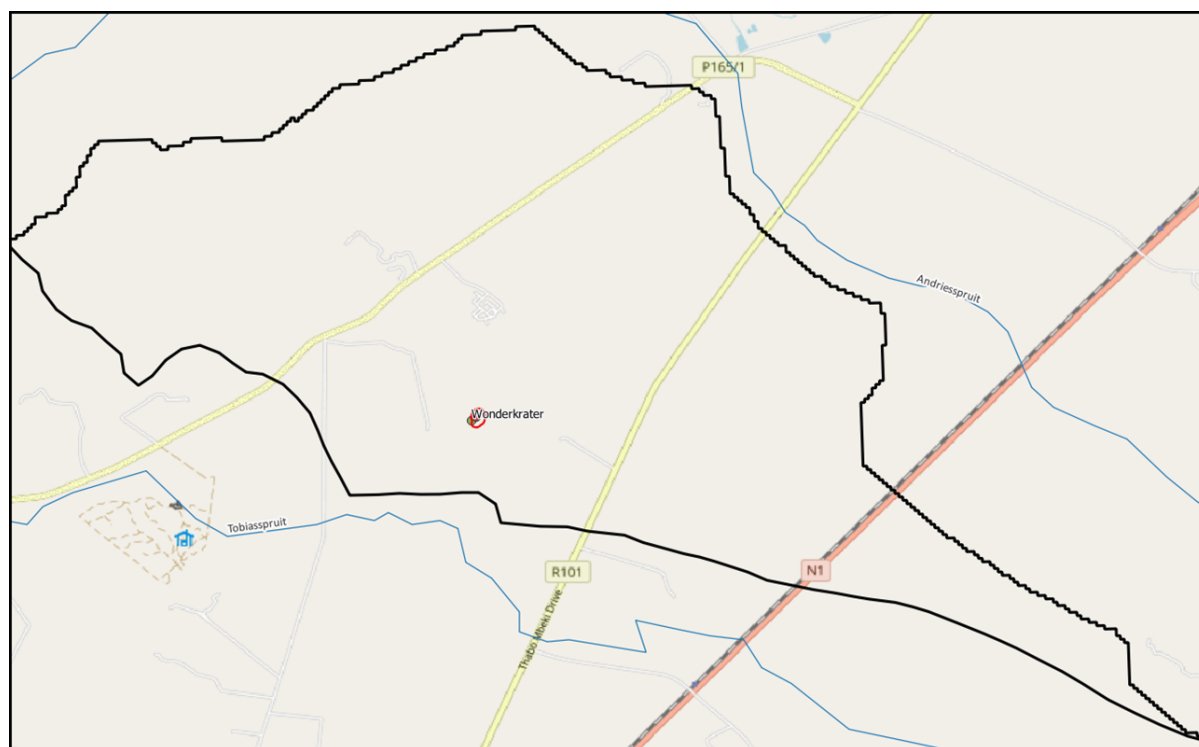 P165/1
Andriesspruit
Wonderkrater
Tobiasspruit
R101
N1
Thabo Mbeki Drive